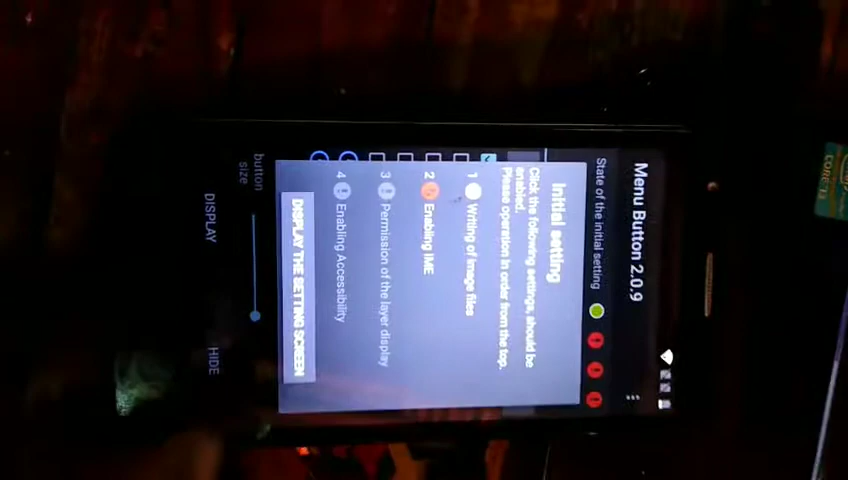 Menu Button 2.0.9
State of the initial setting
Initial setting
Click the following settings, should be
enabled.
Please operation in order from the top.
1 Writing of image files
2 Enabling IME
3 Permission of the layer display
4 Enabling Accessibility
DISPLAY THE SETTING SCREEN
button
size
DISPLAY HIDE
CORE i3